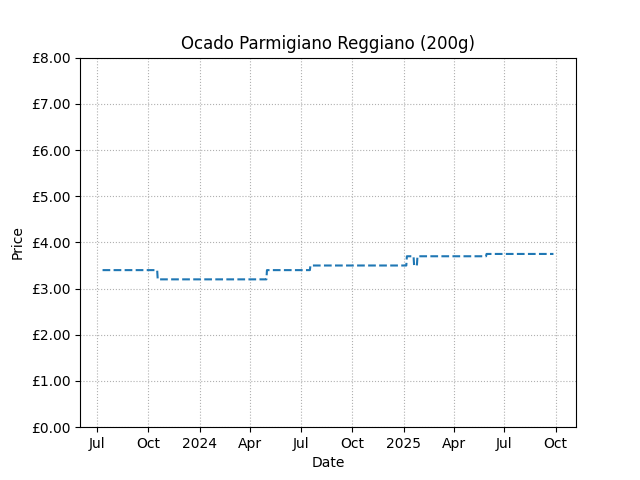 Ocado Parmigiano Reggiano (200g)
£8.00
£7.00
£6.00
£5.00
£4.00
£3.00
£2.00
£1.00
£0.00
Price
Jul Oct 2024 Apr Jul Oct 2025 Apr Jul Oct
Date